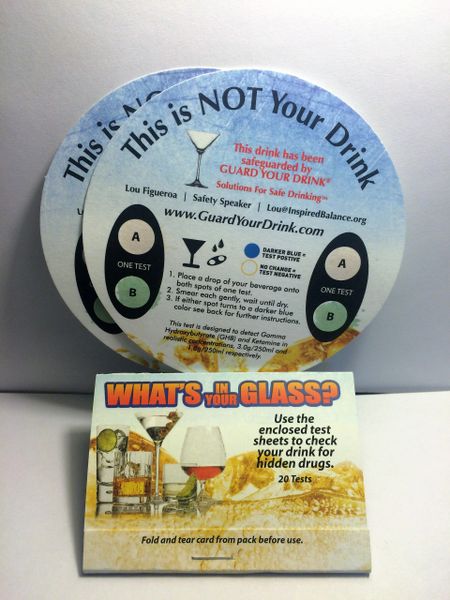 This is NO
This is NOT Your Drink
This drink has been
safeguarded by
GUARD YOUR DRINK®
Solutions For Safe Drinking™
Lou Figueroa | Safety Speaker | Lou@InspiredBalance.org
www.GuardYourDrink.com
A
ONE TEST
B
DARKER BLUE =
TEST POSTIVE
NO CHANGE =
TEST NEGATIVE
A
ONE TEST
B
1. Place a drop of your beverage onto
both spots of one test.
2. Smear each gently, wait until dry.
3. If either spot turns to a darker blue
color see back for further instructions.
This test is designed to detect Gamma
Hydroxybutyrate (GHB) and Ketamine in
realistic concentrations, 3.0g/250ml and
1.8g/950ml respectively.
WHAT'S IN YOUR GLASS?
Use the
enclosed test
sheets to check
your drink for
hidden drugs.
20 Tests
Fold and tear card from pack before use.